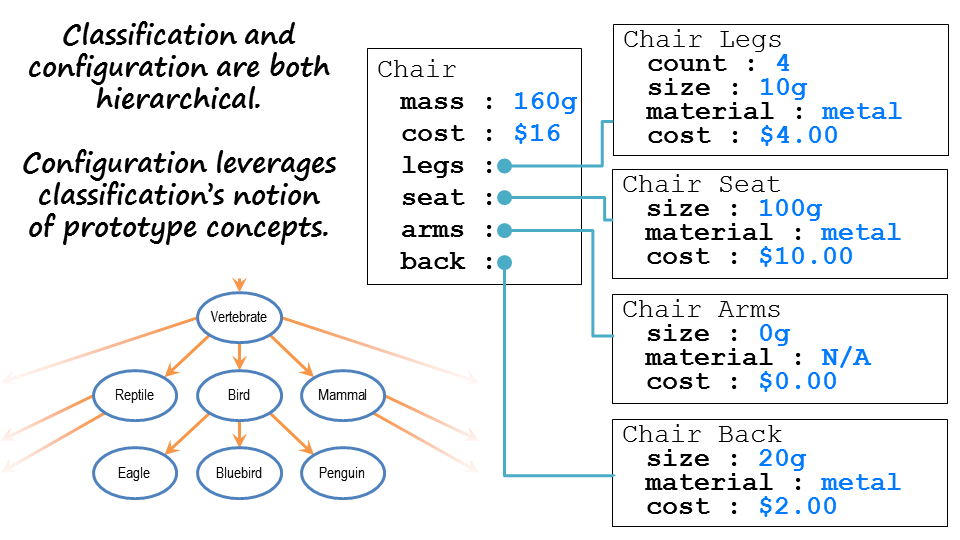 Classification and
configuration are both
hierarchical.
Configuration leverages
classification's notion
of prototype concepts.
Vertebrate
Reptile
Bird
Mammal
Eagle
Bluebird
Penguin
Chair
mass : 160g
cost : $16
legs :
seat :
arms :
back :
Chair Legs
count : 4
size : 10g
material : metal
cost : $4.00
Chair Seat
size : 100g
material : metal
cost : $10.00
Chair Arms
size : 0g
material : N/A
cost : $0.00
Chair Back
size : 20g
material : metal
cost : $2.00